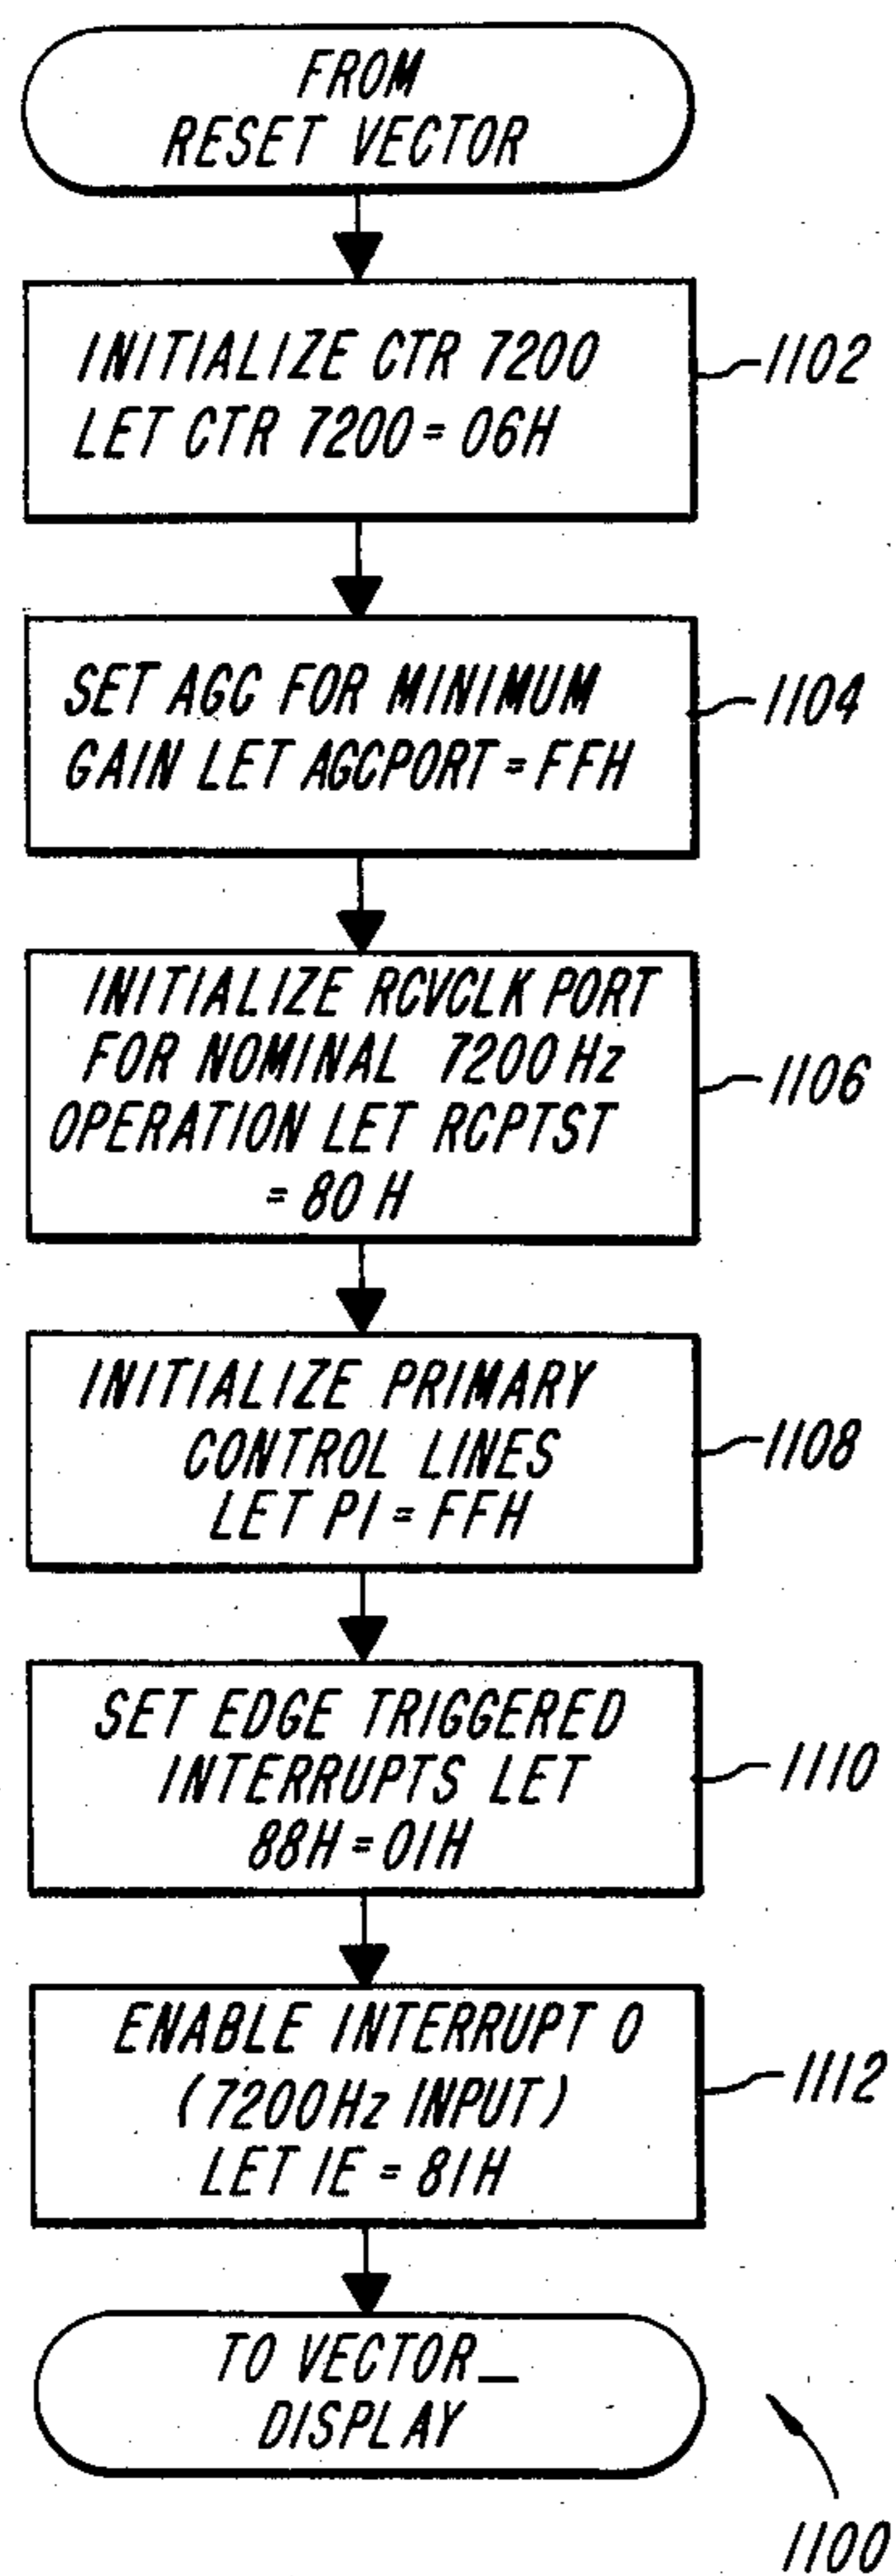 FROM
RESET VECTOR
INITIALIZE CTR 7200
LET CTR 7200 = 06H
1102
SET AGC FOR MINIMUM
GAIN LET AGCPORT = FFH
1104
INITIALIZE RCVCLK PORT
FOR NOMINAL 7200 Hz
OPERATION LET RCPTST
= 80 H
1106
INITIALIZE PRIMARY
CONTROL LINES
LET P1 = FFH
1108
SET EDGE TRIGGERED
INTERRUPTS LET
88H = 01H
1110
ENABLE INTERRUPT 0
(7200Hz INPUT)
LET IE = 81H
1112
TO VECTOR_
DISPLAY
1100